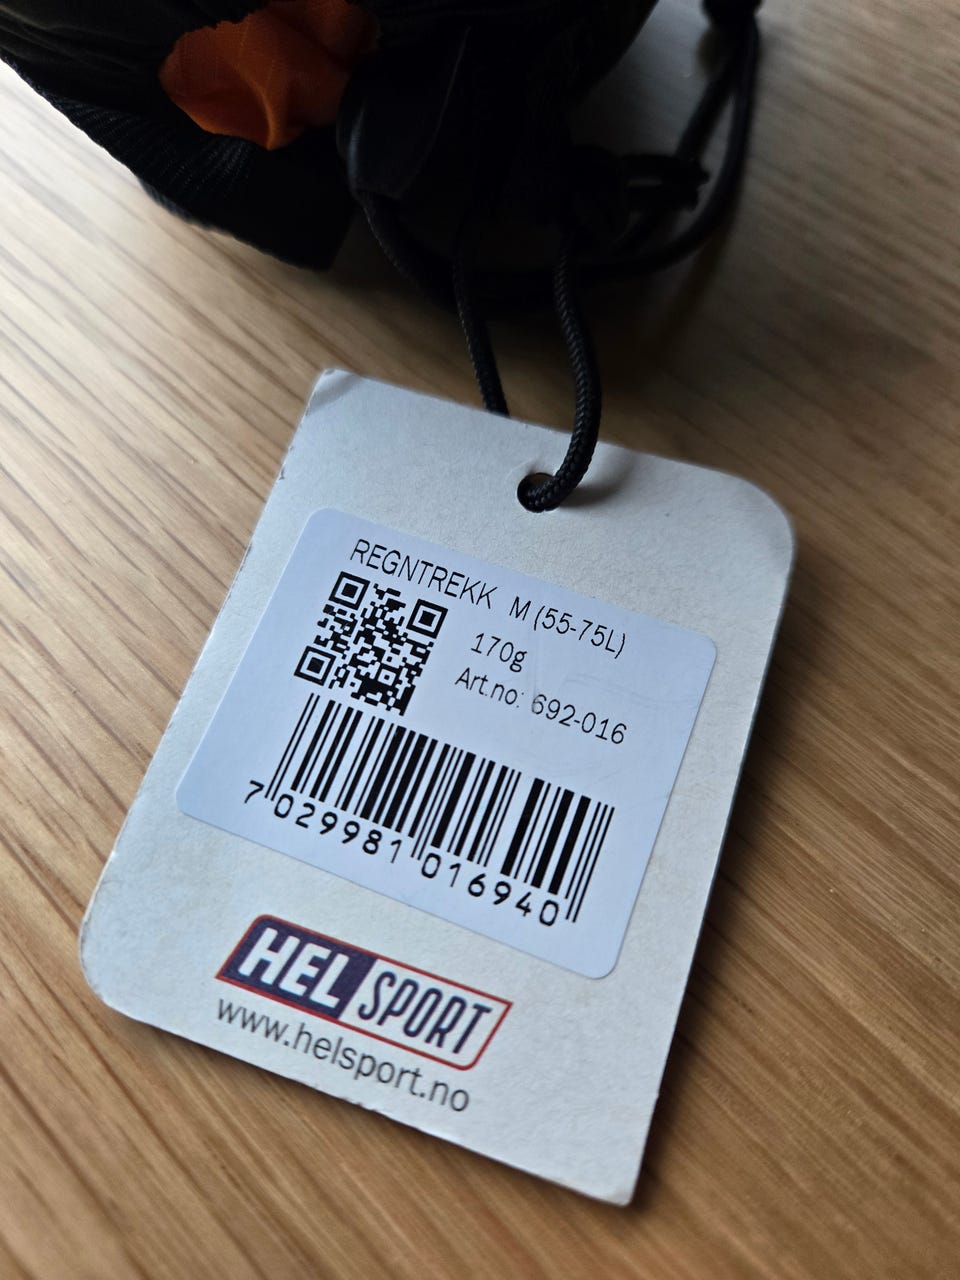 REGNTREKK M (55-75L)
170g
Art.no: 692-016
7 029981 016940
HEL SPORT
www.helsport.no